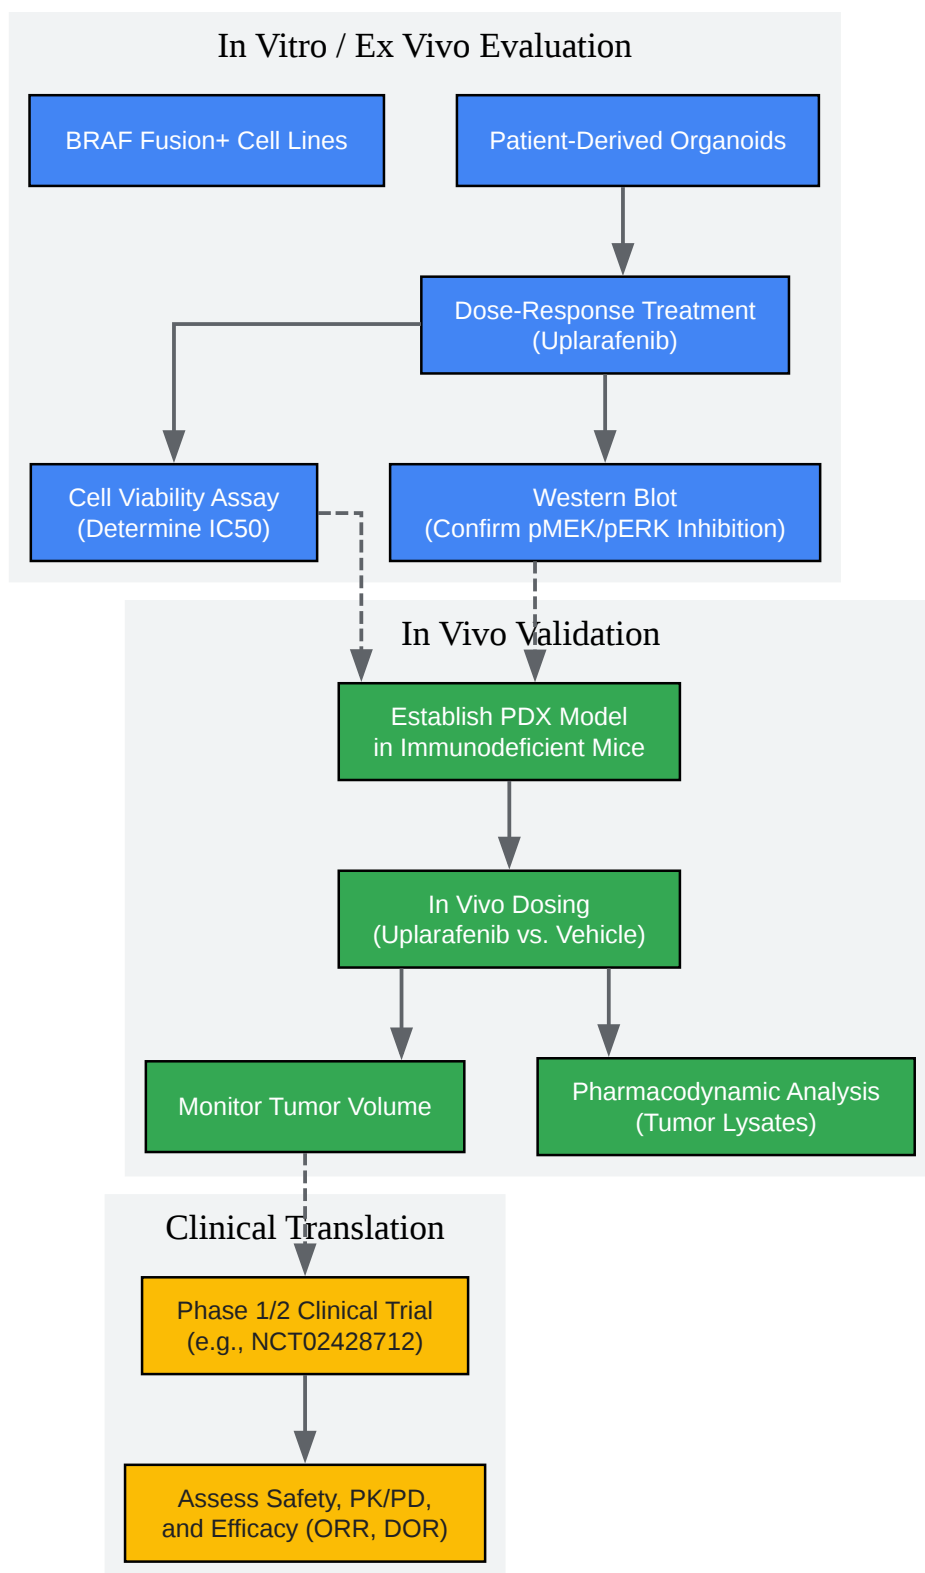 In Vitro / Ex Vivo Evaluation
BRAF Fusion+ Cell Lines
Patient-Derived Organoids
Dose-Response Treatment
(Uplarafenib)
Cell Viability Assay
(Determine IC50)
Western Blot
(Confirm pMEK/pERK Inhibition)
In Vivo Validation
Establish PDX Model
in Immunodeficient Mice
In Vivo Dosing
(Uplarafenib vs. Vehicle)
Monitor Tumor Volume
Pharmacodynamic Analysis
(Tumor Lysates)
Clinical Translation
Phase 1/2 Clinical Trial
(e.g., NCT02428712)
Assess Safety, PK/PD,
and Efficacy (ORR, DOR)